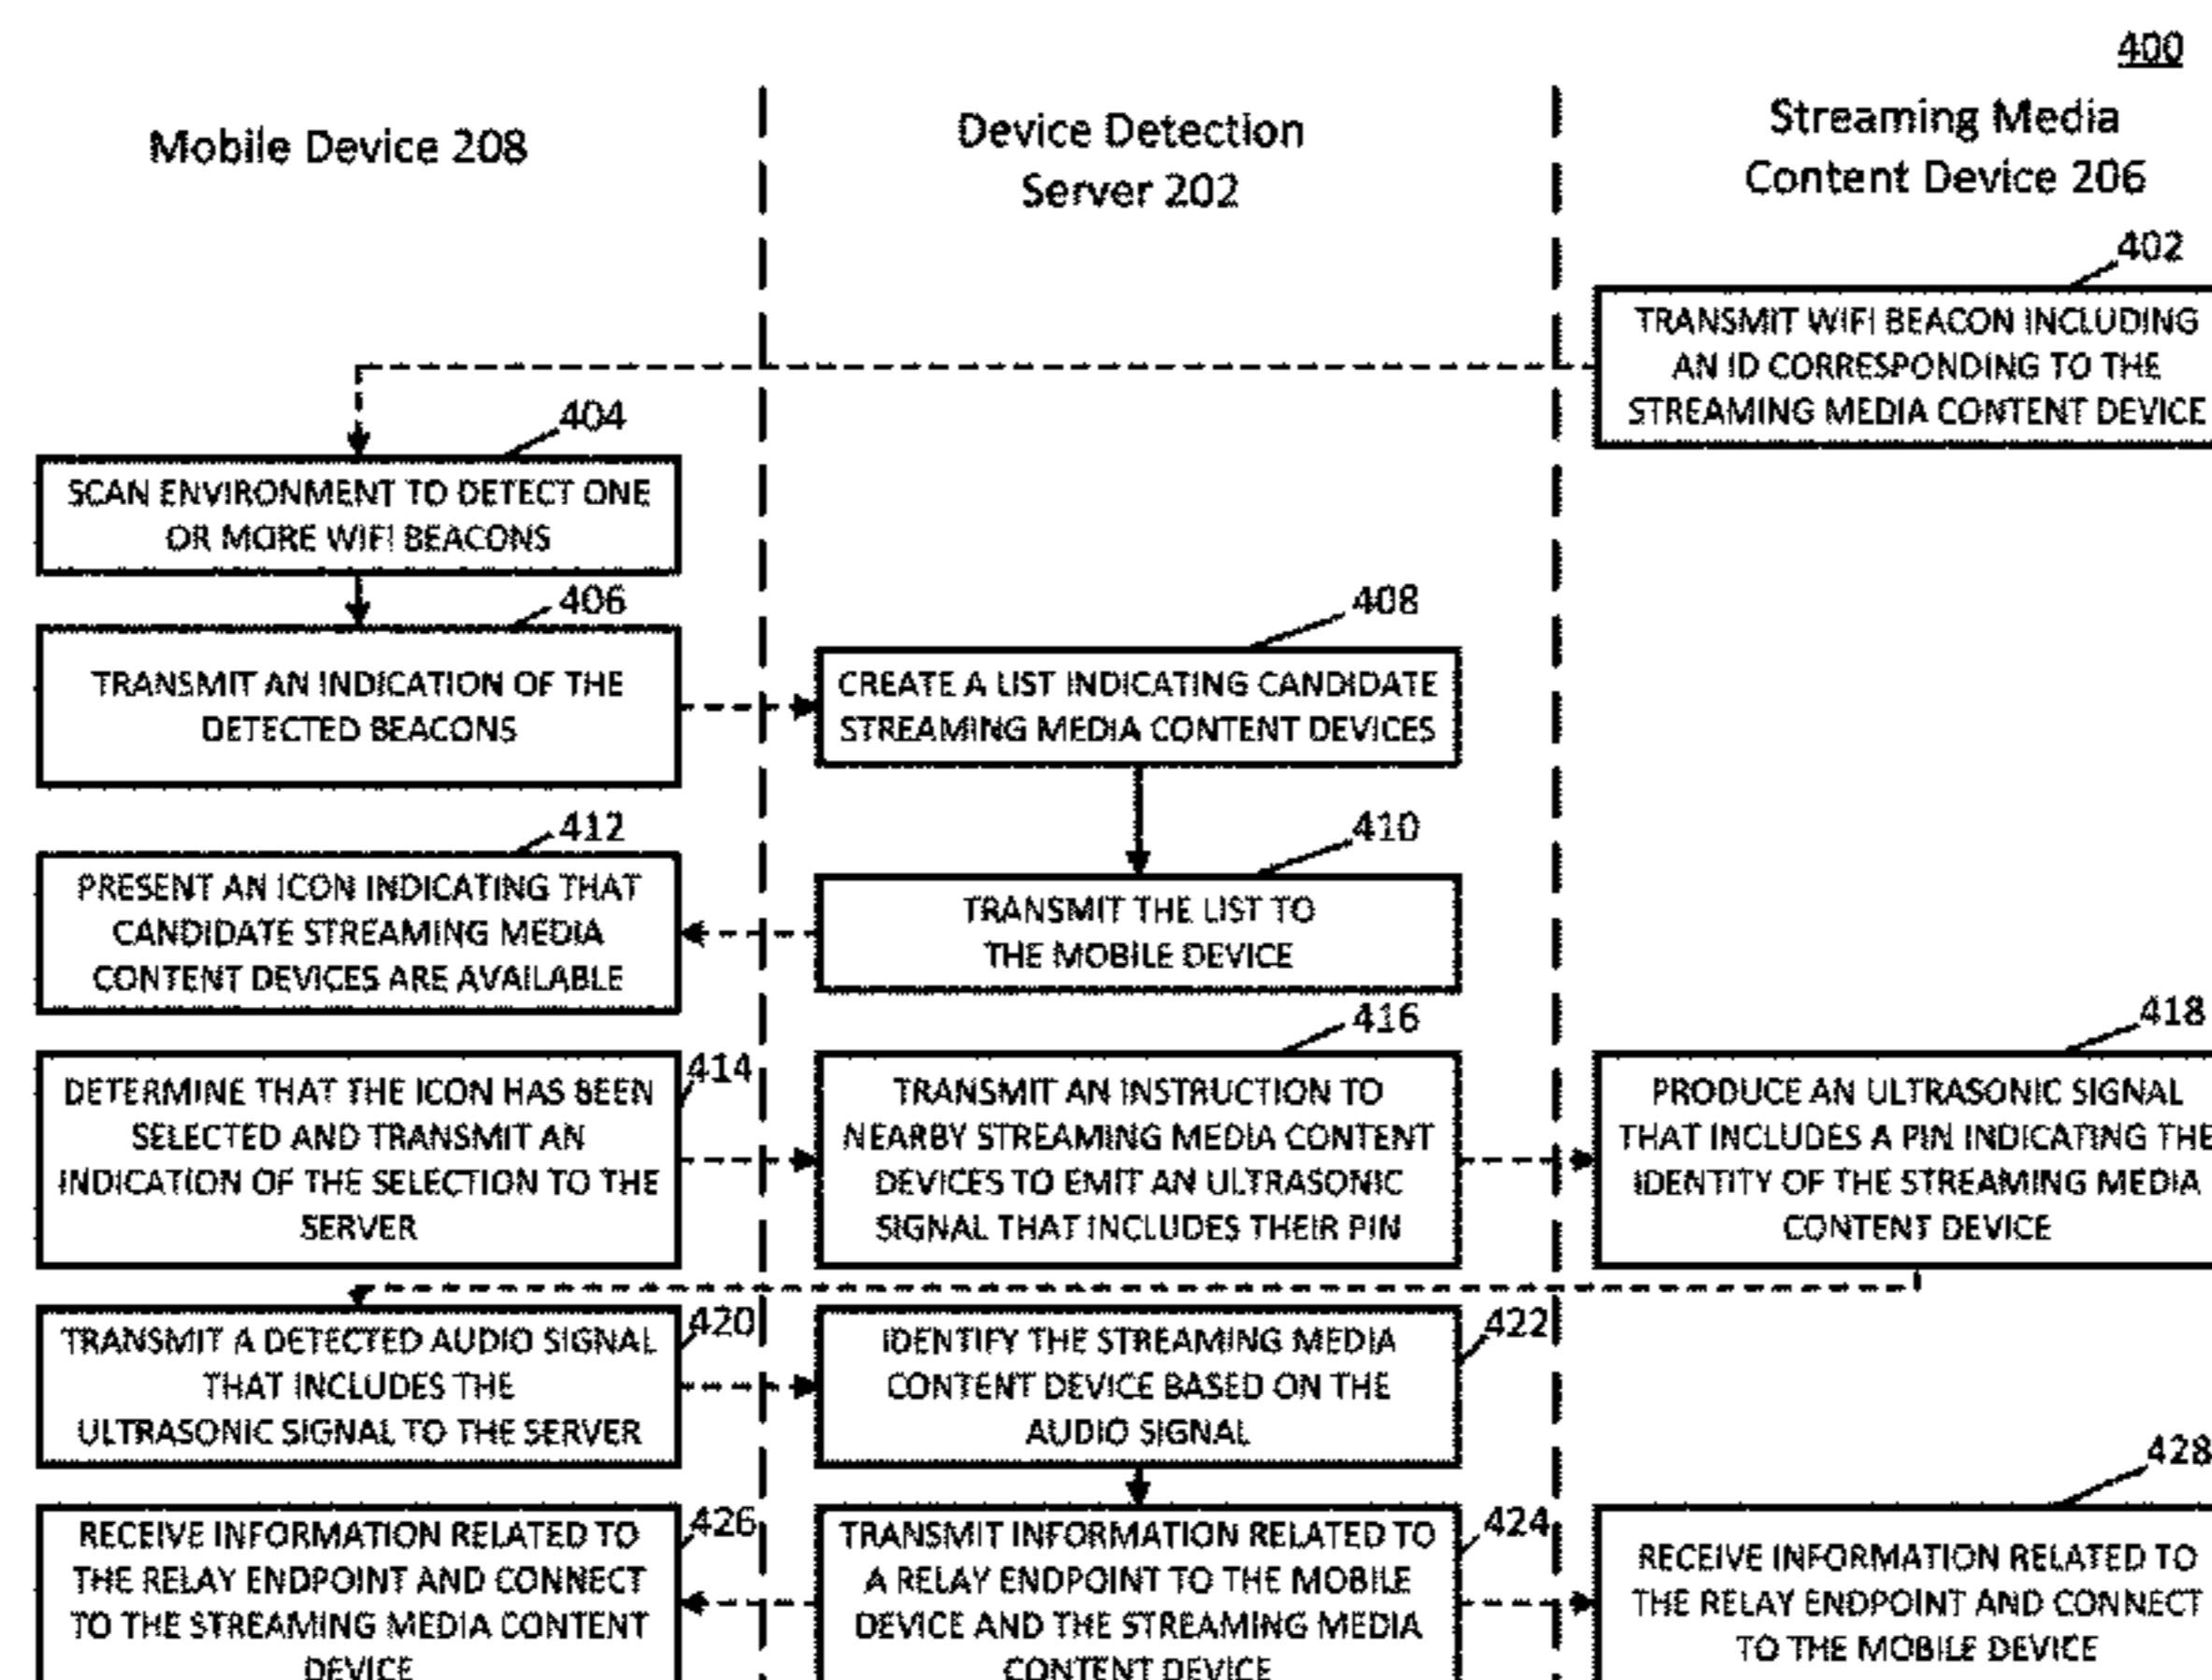 400
Mobile Device 208
Device Detection
Server 202
Streaming Media
Content Device 206
402
TRANSMIT WIFI BEACON INCLUDING
AN ID CORRESPONDING TO THE
STREAMING MEDIA CONTENT DEVICE
404
SCAN ENVIRONMENT TO DETECT ONE
OR MORE WIFI BEACONS
406
TRANSMIT AN INDICATION OF THE
DETECTED BEACONS
408
CREATE A LIST INDICATING CANDIDATE
STREAMING MEDIA CONTENT DEVICES
410
TRANSMIT THE LIST TO
THE MOBILE DEVICE
412
PRESENT AN ICON INDICATING THAT
CANDIDATE STREAMING MEDIA
CONTENT DEVICES ARE AVAILABLE
414
DETERMINE THAT THE ICON HAS BEEN
SELECTED AND TRANSMIT AN
INDICATION OF THE SELECTION TO THE
SERVER
416
TRANSMIT AN INSTRUCTION TO
NEARBY STREAMING MEDIA CONTENT
DEVICES TO EMIT AN ULTRASONIC
SIGNAL THAT INCLUDES THEIR PIN
418
PRODUCE AN ULTRASONIC SIGNAL
THAT INCLUDES A PIN INDICATING THE
IDENTITY OF THE STREAMING MEDIA
CONTENT DEVICE
420
TRANSMIT A DETECTED AUDIO SIGNAL
THAT INCLUDES THE
ULTRASONIC SIGNAL TO THE SERVER
422
IDENTIFY THE STREAMING MEDIA
CONTENT DEVICE BASED ON THE
AUDIO SIGNAL
424
TRANSMIT INFORMATION RELATED TO
A RELAY ENDPOINT TO THE MOBILE
DEVICE AND THE STREAMING MEDIA
CONTENT DEVICE
426
RECEIVE INFORMATION RELATED TO
THE RELAY ENDPOINT AND CONNECT
TO THE STREAMING MEDIA CONTENT
DEVICE
428
RECEIVE INFORMATION RELATED TO
THE RELAY ENDPOINT AND CONNECT
TO THE MOBILE DEVICE